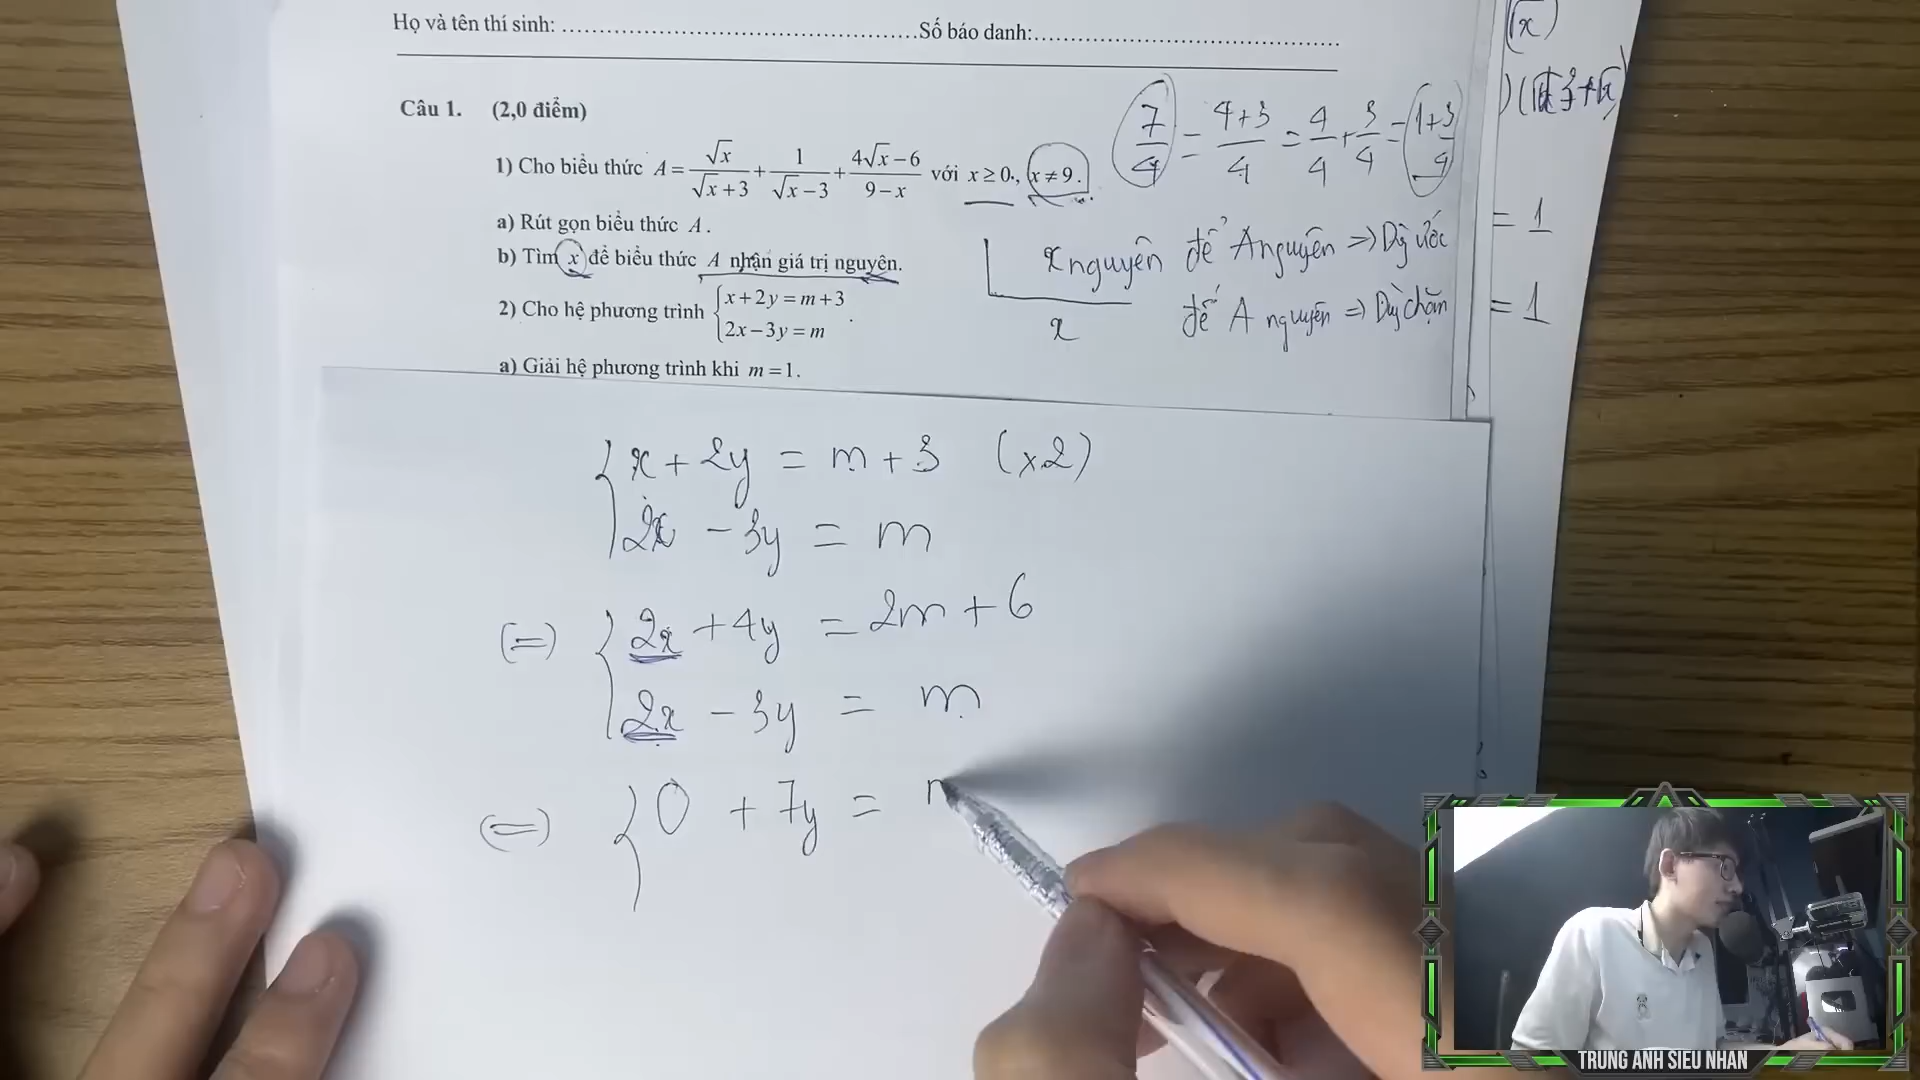 Họ và tên thí sinh: ................................................Số báo danh:..........................................
Câu 1. (2,0 điểm)
1) Cho biểu thức A = √x/(√x+3) + 1/(√x−3) + (4√x−6)/(9−x) với x ≥ 0., x ≠ 9.
a) Rút gọn biểu thức A.
b) Tìm x để biểu thức A nhận giá trị nguyên.
2) Cho hệ phương trình { x+2y = m+3
2x−3y = m .
a) Giải hệ phương trình khi m = 1.
7/4 = (4+3)/4 = 4/4 + 3/4 = 1+3/4
x nguyên để A nguyên => Dg ước
x để A nguyên => Dg chặn
√x
= 1
= 1
{ x + 2y = m + 3 (x2)
2x − 3y = m
(=) { 2x + 4y = 2m + 6
2x − 3y = m
(=) { 0 + 7y = m
TRUNG ANH SIEU NHAN